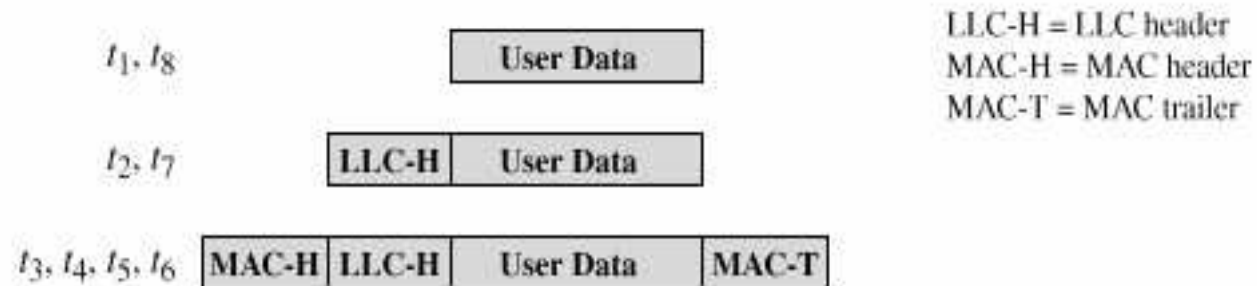 t1, t8 User Data
LLC-H = LLC header
MAC-H = MAC header
MAC-T = MAC trailer
t2, t7 LLC-H User Data
t3, t4, t5, t6 MAC-H LLC-H User Data MAC-T